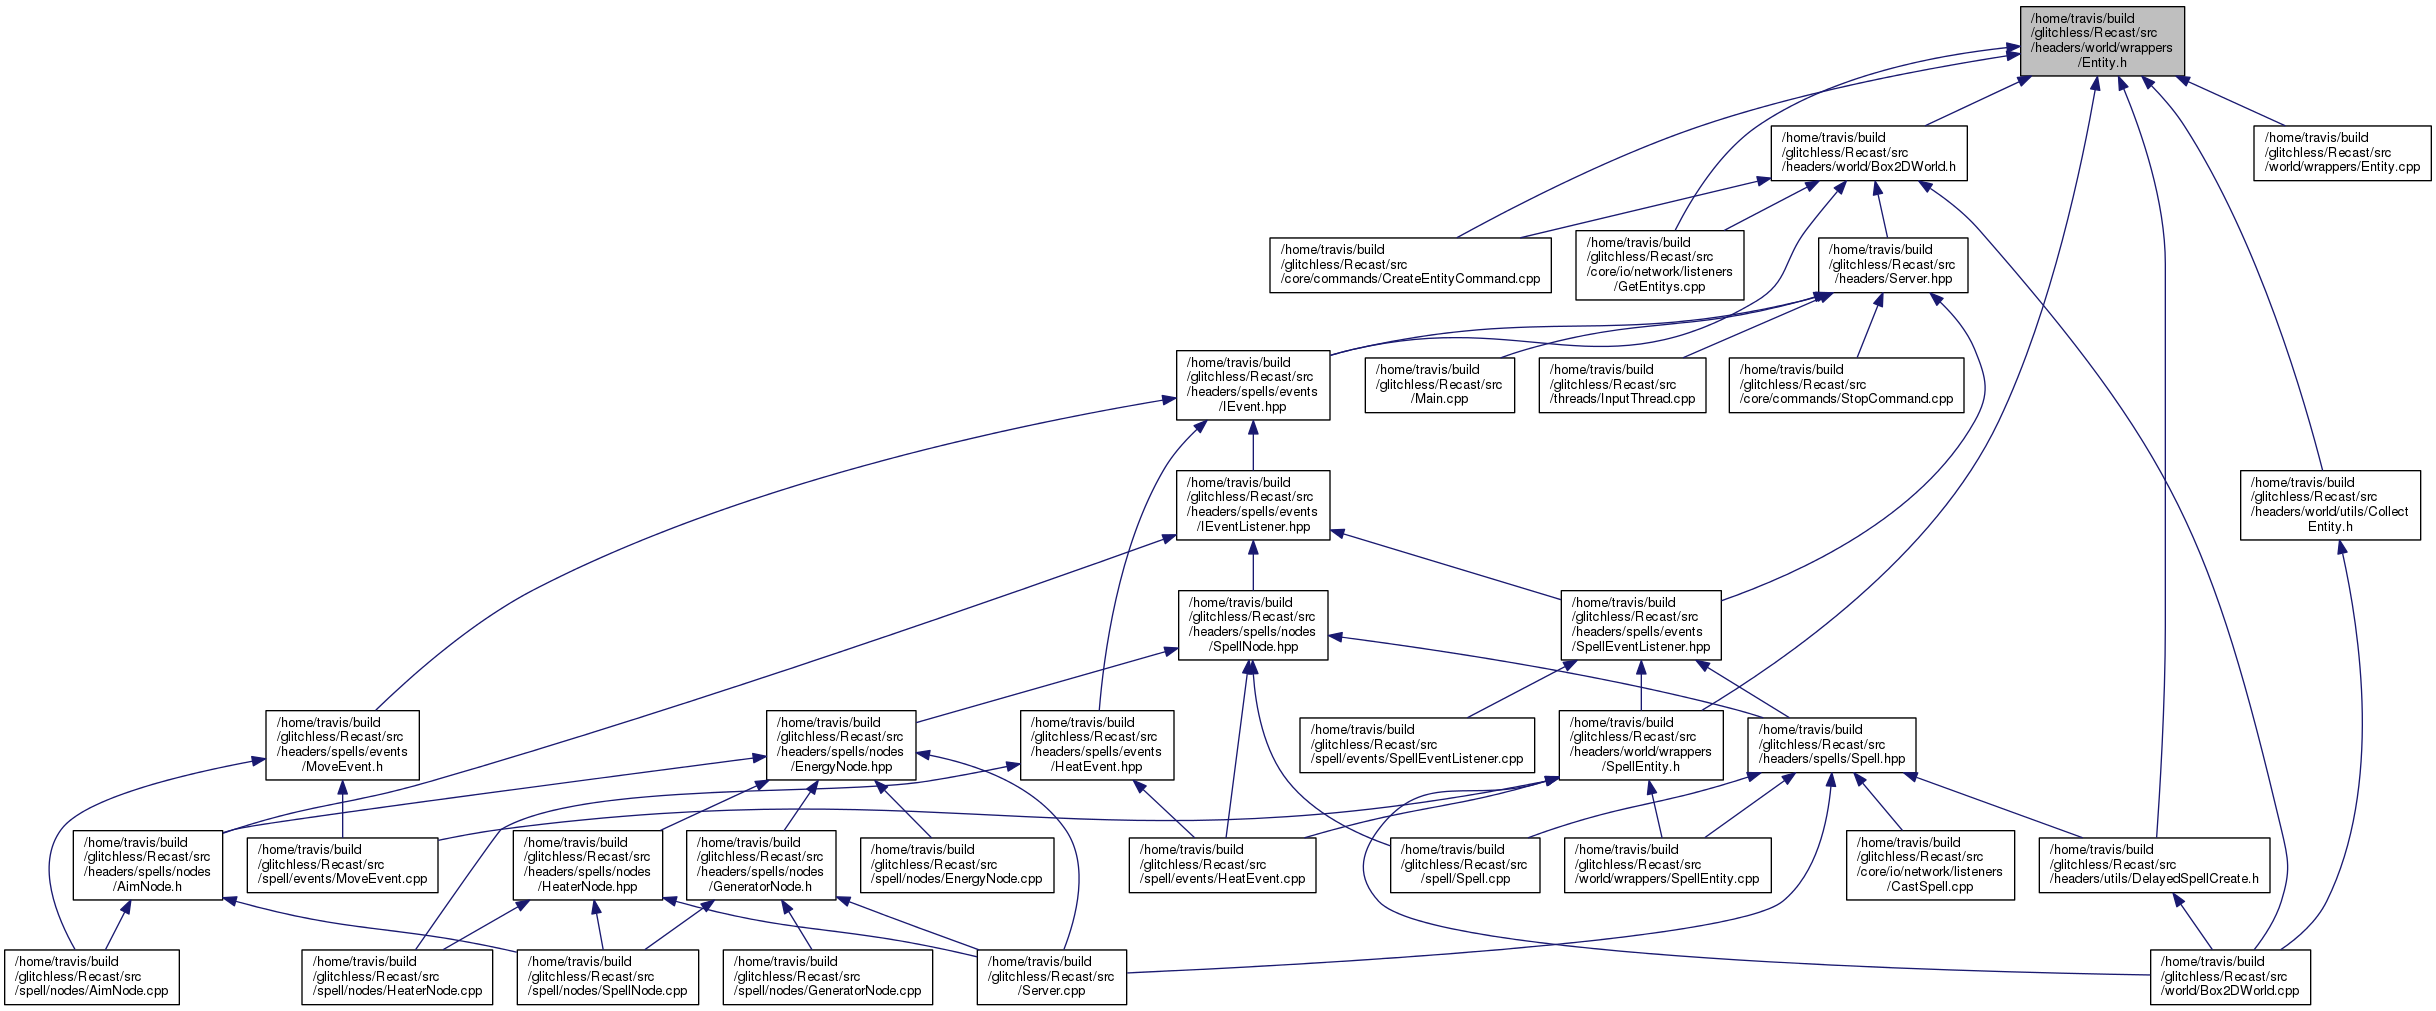 /home/travis/build
/glitchless/Recast/src
/headers/world/wrappers
/Entity.h
/home/travis/build
/glitchless/Recast/src
/headers/world/Box2DWorld.h
/home/travis/build
/glitchless/Recast/src
/world/wrappers/Entity.cpp
/home/travis/build
/glitchless/Recast/src
/core/commands/CreateEntityCommand.cpp
/home/travis/build
/glitchless/Recast/src
/core/io/network/listeners
/GetEntitys.cpp
/home/travis/build
/glitchless/Recast/src
/headers/Server.hpp
/home/travis/build
/glitchless/Recast/src
/headers/spells/events
/IEvent.hpp
/home/travis/build
/glitchless/Recast/src
/Main.cpp
/home/travis/build
/glitchless/Recast/src
/threads/InputThread.cpp
/home/travis/build
/glitchless/Recast/src
/core/commands/StopCommand.cpp
/home/travis/build
/glitchless/Recast/src
/headers/spells/events
/IEventListener.hpp
/home/travis/build
/glitchless/Recast/src
/headers/world/utils/Collect
Entity.h
/home/travis/build
/glitchless/Recast/src
/headers/spells/nodes
/SpellNode.hpp
/home/travis/build
/glitchless/Recast/src
/headers/spells/events
/SpellEventListener.hpp
/home/travis/build
/glitchless/Recast/src
/headers/spells/events
/MoveEvent.h
/home/travis/build
/glitchless/Recast/src
/headers/spells/nodes
/EnergyNode.hpp
/home/travis/build
/glitchless/Recast/src
/headers/spells/events
/HeatEvent.hpp
/home/travis/build
/glitchless/Recast/src
/spell/events/SpellEventListener.cpp
/home/travis/build
/glitchless/Recast/src
/headers/world/wrappers
/SpellEntity.h
/home/travis/build
/glitchless/Recast/src
/headers/spells/Spell.hpp
/home/travis/build
/glitchless/Recast/src
/headers/spells/nodes
/AimNode.h
/home/travis/build
/glitchless/Recast/src
/spell/events/MoveEvent.cpp
/home/travis/build
/glitchless/Recast/src
/headers/spells/nodes
/HeaterNode.hpp
/home/travis/build
/glitchless/Recast/src
/headers/spells/nodes
/GeneratorNode.h
/home/travis/build
/glitchless/Recast/src
/spell/nodes/EnergyNode.cpp
/home/travis/build
/glitchless/Recast/src
/spell/events/HeatEvent.cpp
/home/travis/build
/glitchless/Recast/src
/spell/Spell.cpp
/home/travis/build
/glitchless/Recast/src
/world/wrappers/SpellEntity.cpp
/home/travis/build
/glitchless/Recast/src
/core/io/network/listeners
/CastSpell.cpp
/home/travis/build
/glitchless/Recast/src
/headers/utils/DelayedSpellCreate.h
/home/travis/build
/glitchless/Recast/src
/spell/nodes/AimNode.cpp
/home/travis/build
/glitchless/Recast/src
/spell/nodes/HeaterNode.cpp
/home/travis/build
/glitchless/Recast/src
/spell/nodes/SpellNode.cpp
/home/travis/build
/glitchless/Recast/src
/spell/nodes/GeneratorNode.cpp
/home/travis/build
/glitchless/Recast/src
/Server.cpp
/home/travis/build
/glitchless/Recast/src
/world/Box2DWorld.cpp